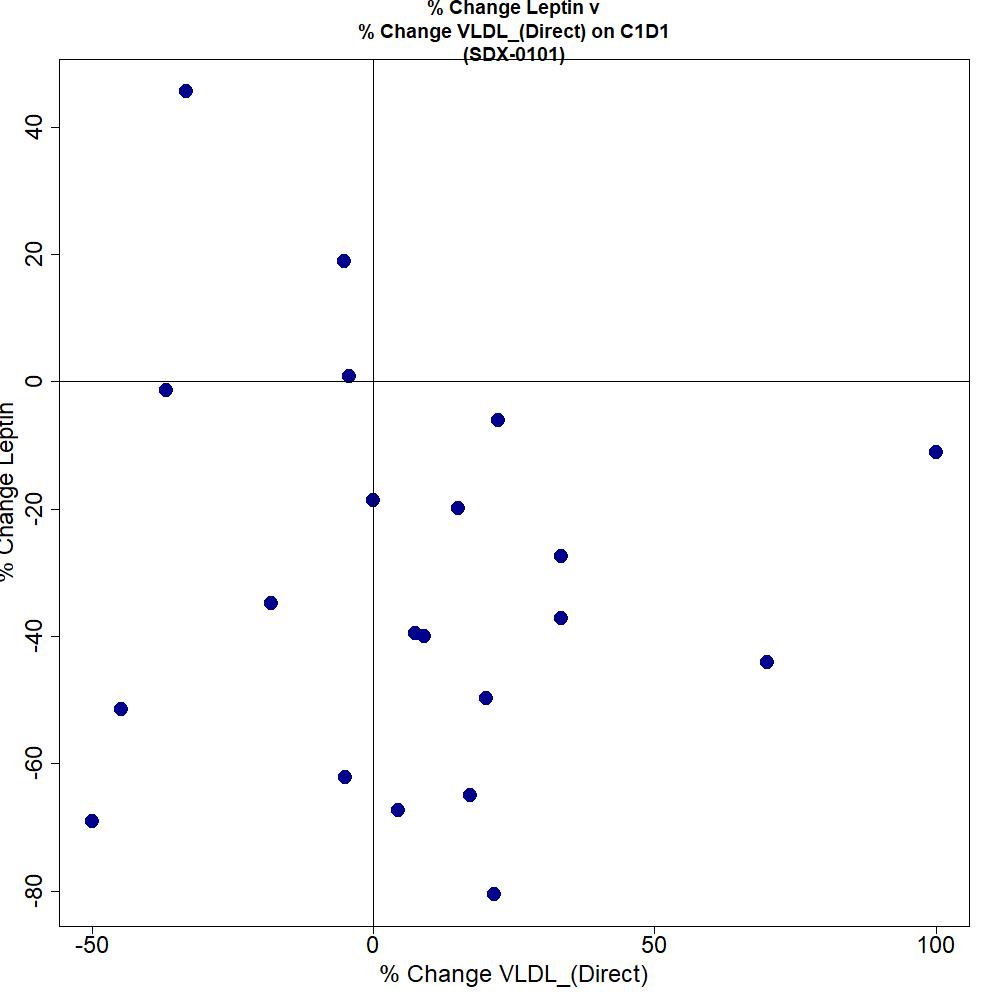 % Change Leptin v
% Change VLDL_(Direct) on C1D1
(SDX-0101)
% Change Leptin
40
20
0
-20
-40
-60
-80
-50
0
50
100
% Change VLDL_(Direct)